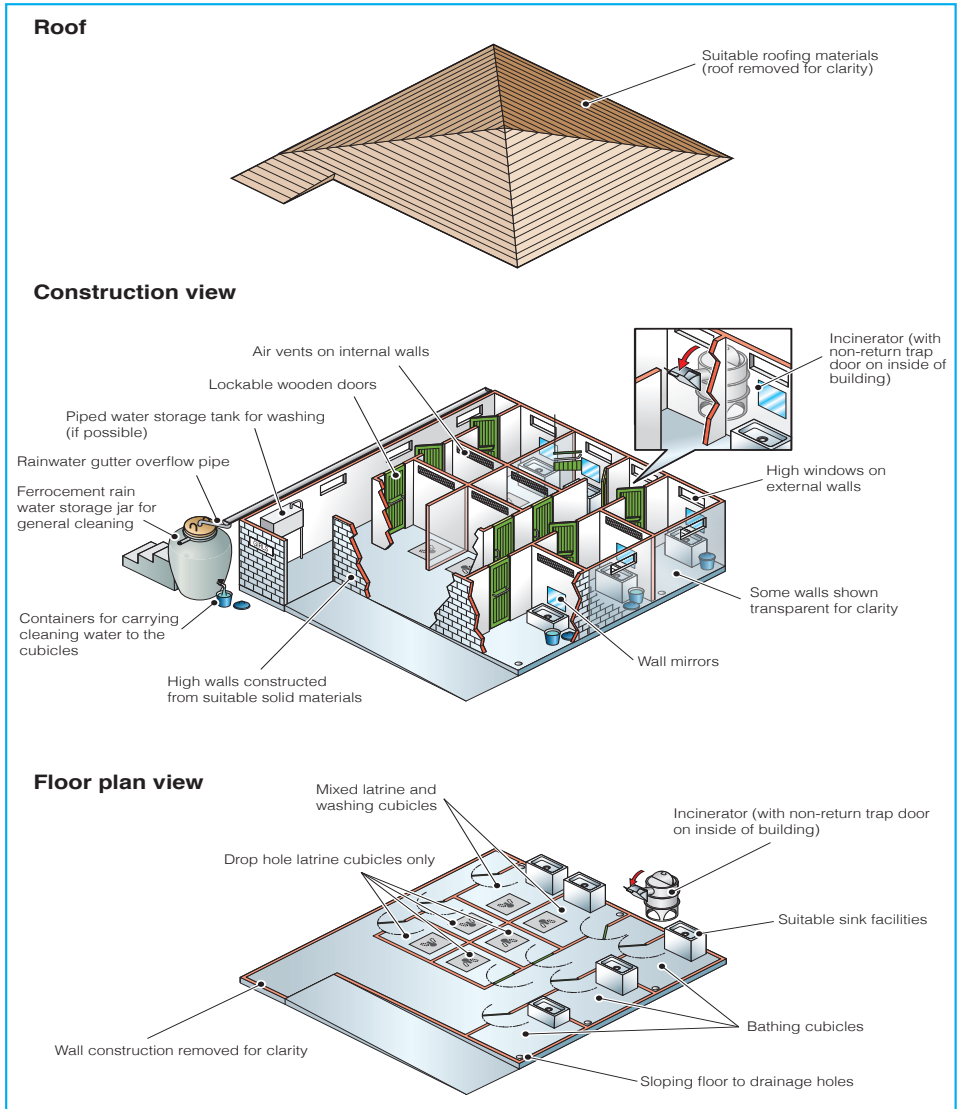 Roof
Suitable roofing materials
(roof removed for clarity)
Construction view
Air vents on internal walls
Lockable wooden doors
Piped water storage tank for washing
(if possible)
Rainwater gutter overflow pipe
Ferrocement rain
water storage jar for
general cleaning
Containers for carrying
cleaning water to the
cubicles
High walls constructed
from suitable solid materials
Incinerator (with
non-return trap
door on inside of
building)
High windows on
external walls
Some walls shown
transparent for clarity
Wall mirrors
Floor plan view
Mixed latrine and
washing cubicles
Drop hole latrine cubicles only
Incinerator (with non-return trap door
on inside of building)
Suitable sink facilities
Bathing cubicles
Wall construction removed for clarity
Sloping floor to drainage holes